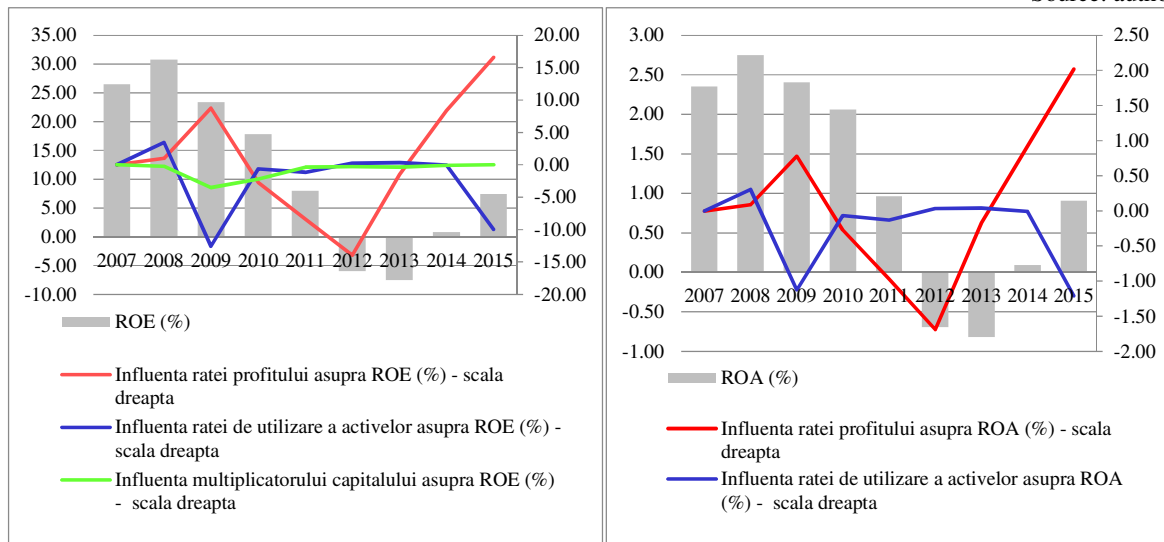 35.00
30.00
25.00
20.00
15.00
10.00
5.00
0.00
-5.00
-10.00
20.00
15.00
10.00
5.00
0.00
-5.00
-10.00
-15.00
-20.00
2007 2008 2009 2010 2011 2012 2013 2014 2015
ROE (%)
Influenta ratei profitului asupra ROE (%) - scala
dreapta
Influenta ratei de utilizare a activelor asupra ROE (%) -
scala dreapta
Influenta multiplicatorului capitalului asupra ROE (%)
- scala dreapta
3.00
2.50
2.00
1.50
1.00
0.50
0.00
-0.50
-1.00
2.50
2.00
1.50
1.00
0.50
0.00
-0.50
-1.00
-1.50
-2.00
2007 2008 2009 2010 2011 2012 2013 2014 2015
ROA (%)
Influenta ratei profitului asupra ROA (%) - scala
dreapta
Influenta ratei de utilizare a activelor asupra ROA
(%) - scala dreapta